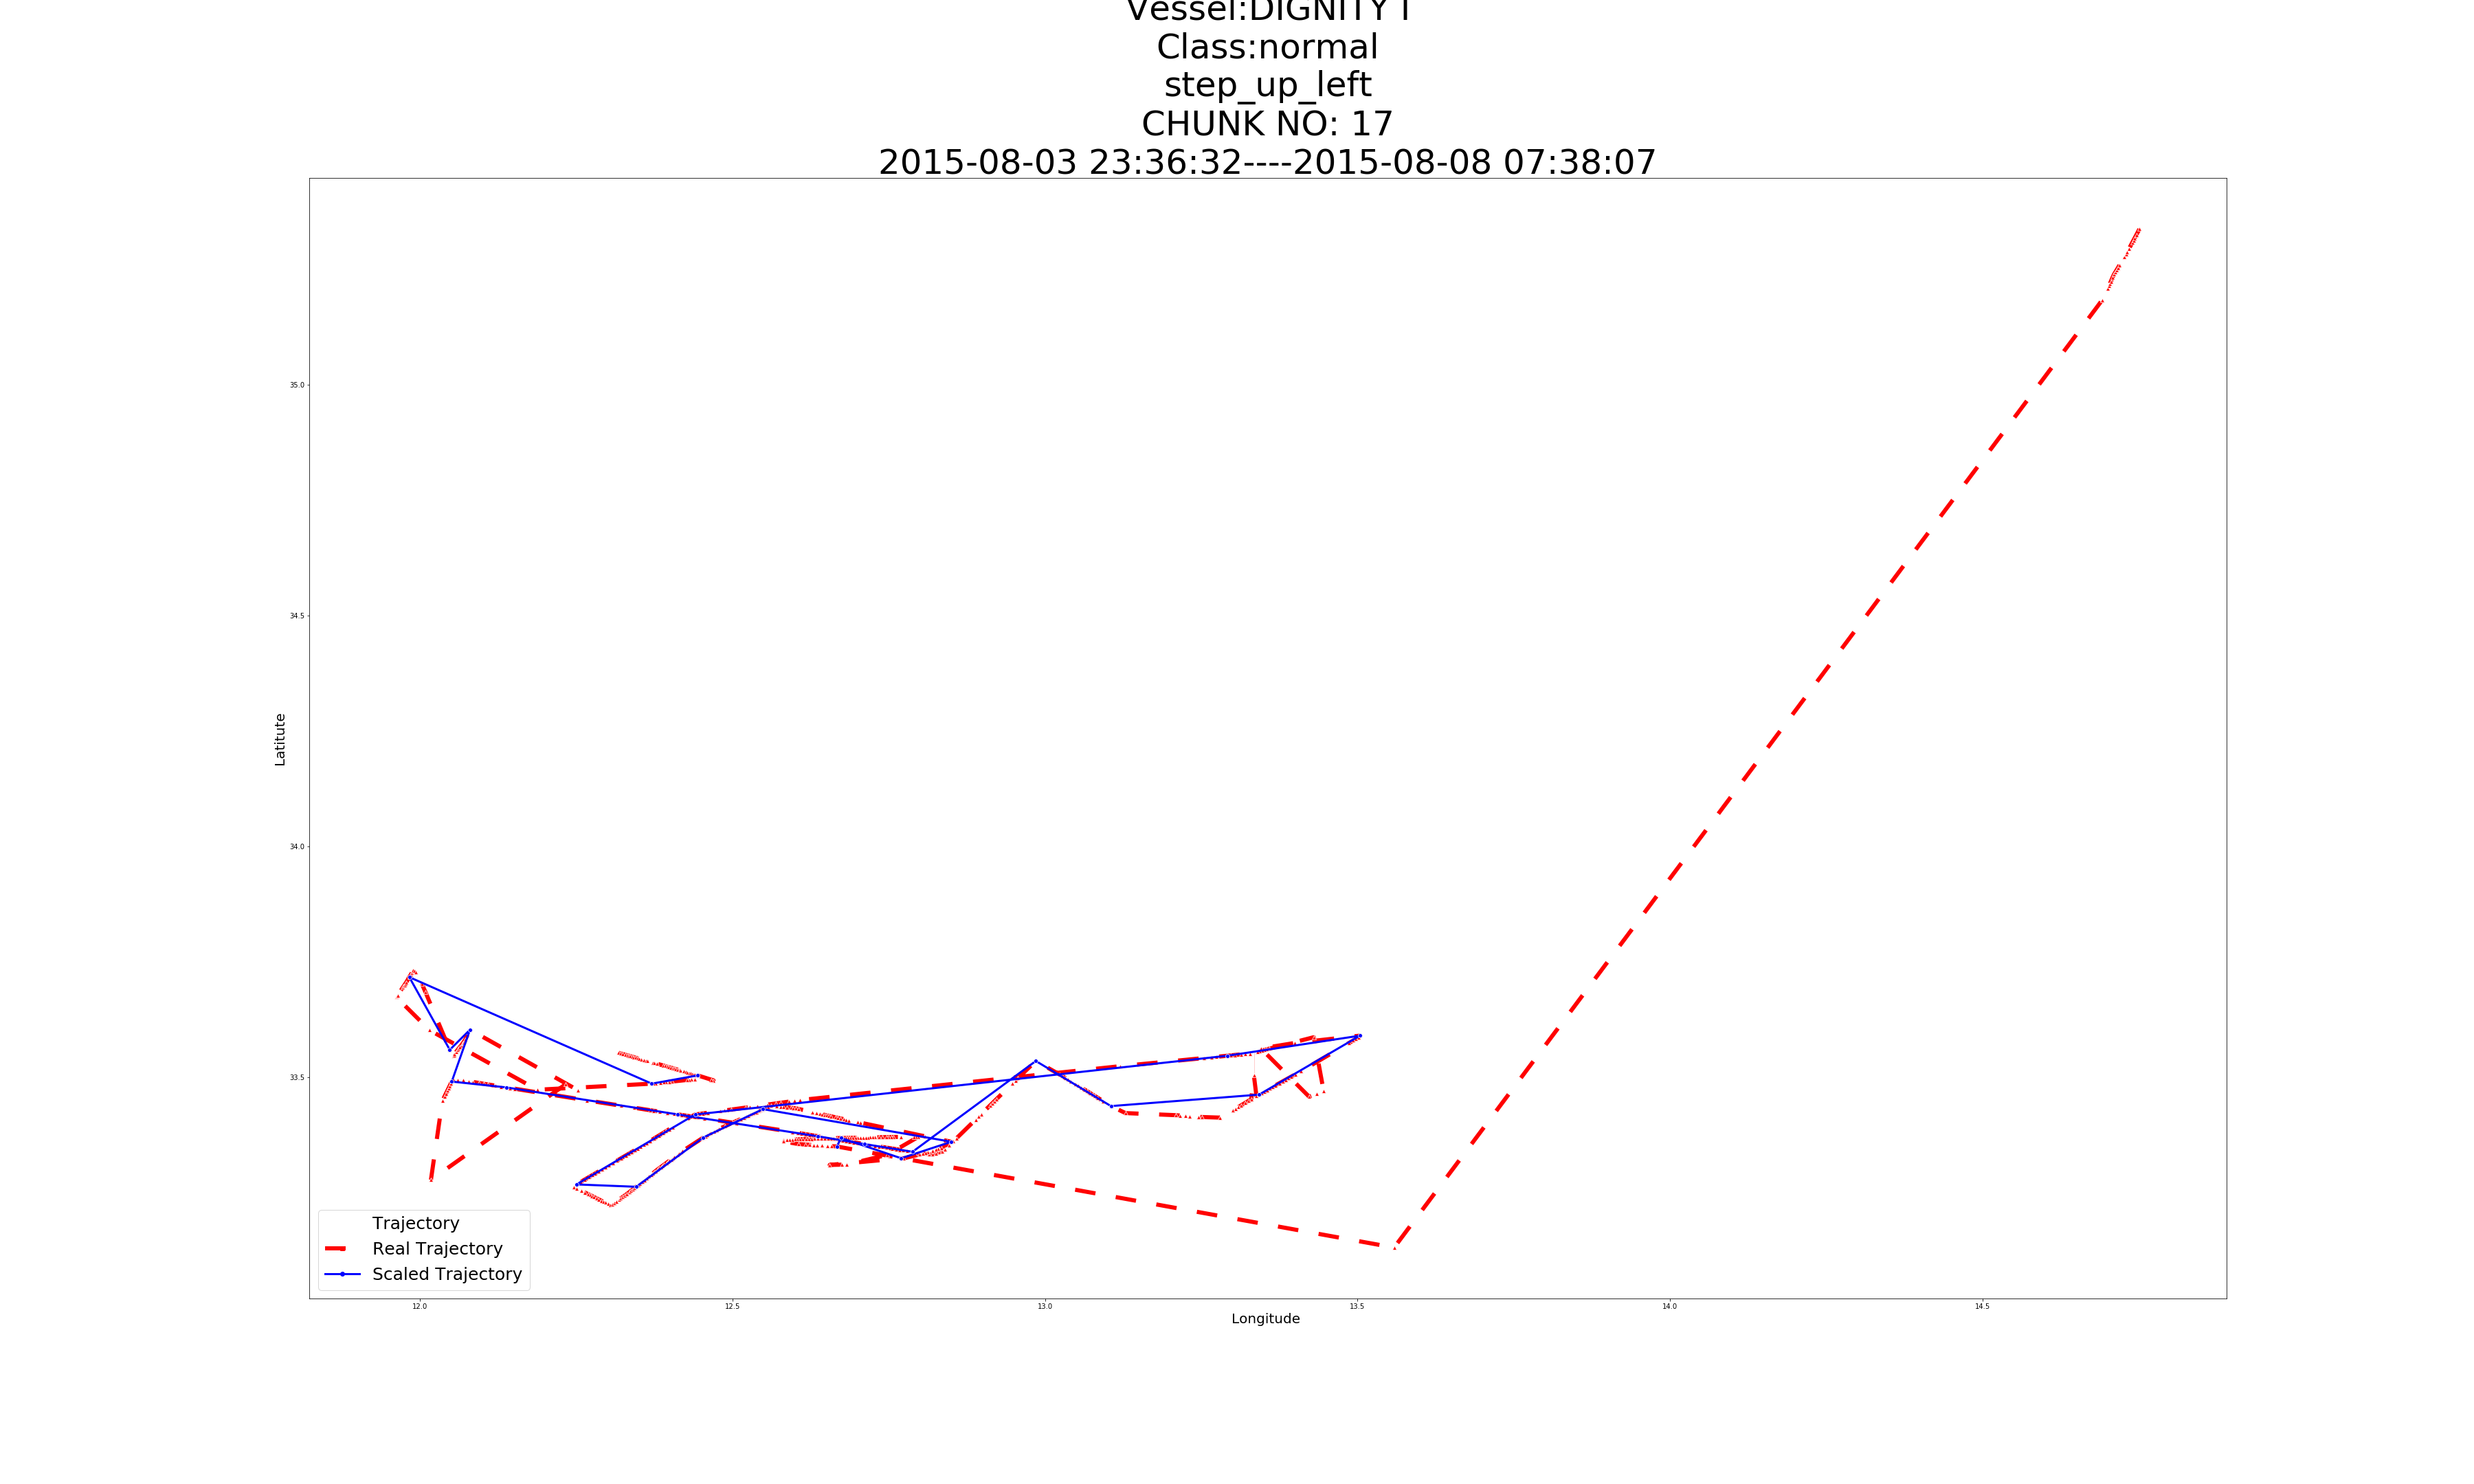 Vessel:DIGNITY I
Class:normal
step_up_left
CHUNK NO: 17
2015-08-03 23:36:32----2015-08-08 07:38:07
35.0
34.5
34.0
33.5
Latitute
Trajectory
Real Trajectory
Scaled Trajectory
12.0 12.5 13.0 13.5 14.0 14.5
Longitude